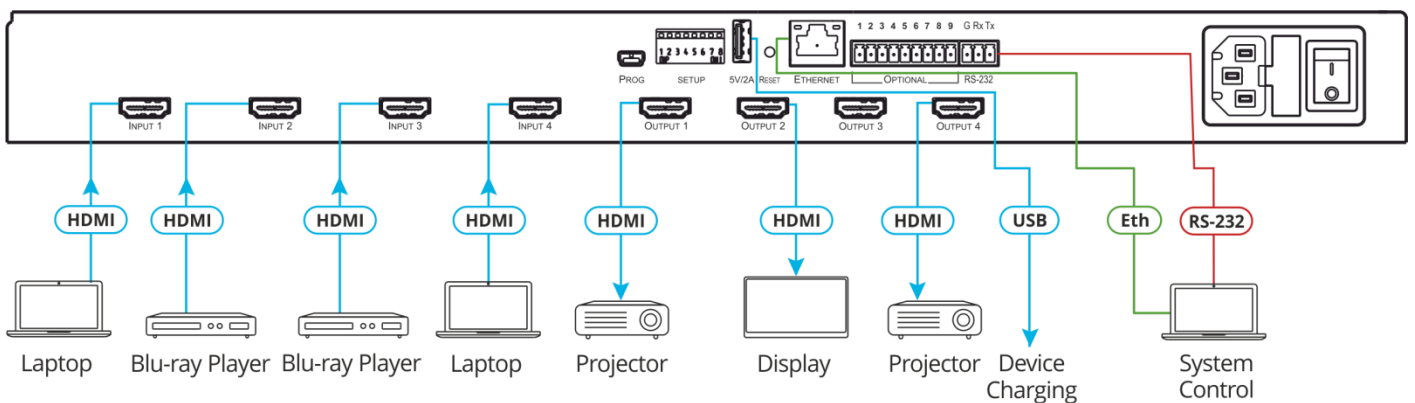 1 2 3 4 5 6 7 8 9 G Rx Tx
1 2 3 4 5 6 7 8
PROG SETUP 5V/2A RESET ETHERNET OPTIONAL RS-232
INPUT 1 INPUT 2 INPUT 3 INPUT 4 OUTPUT 1 OUTPUT 2 OUTPUT 3 OUTPUT 4
HDMI HDMI HDMI HDMI HDMI HDMI HDMI USB Eth RS-232
Laptop Blu-ray Player Blu-ray Player Laptop Projector Display Projector Device System
Charging Control